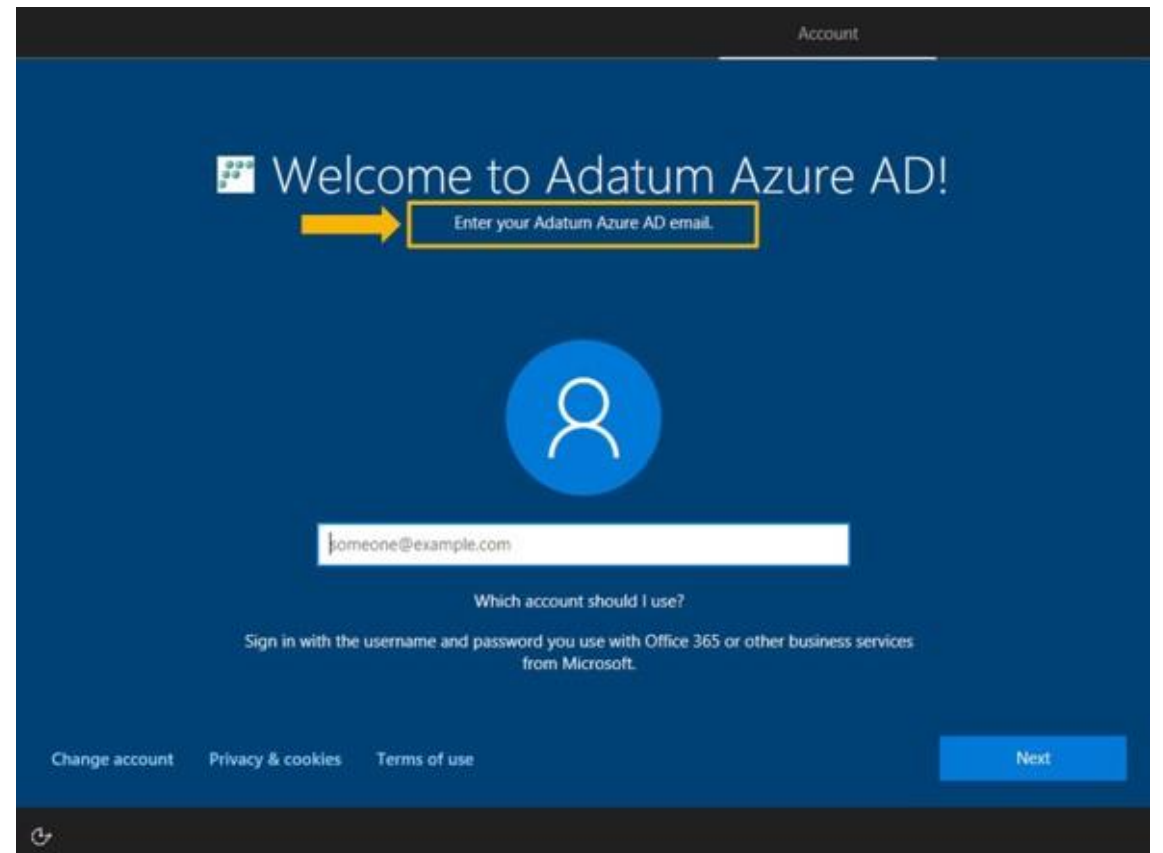 Account
Welcome to Adatum Azure AD!
Enter your Adatum Azure AD email.
someone@example.com
Which account should I use?
Sign in with the username and password you use with Office 365 or other business services
from Microsoft.
Change account Privacy & cookies Terms of use Next